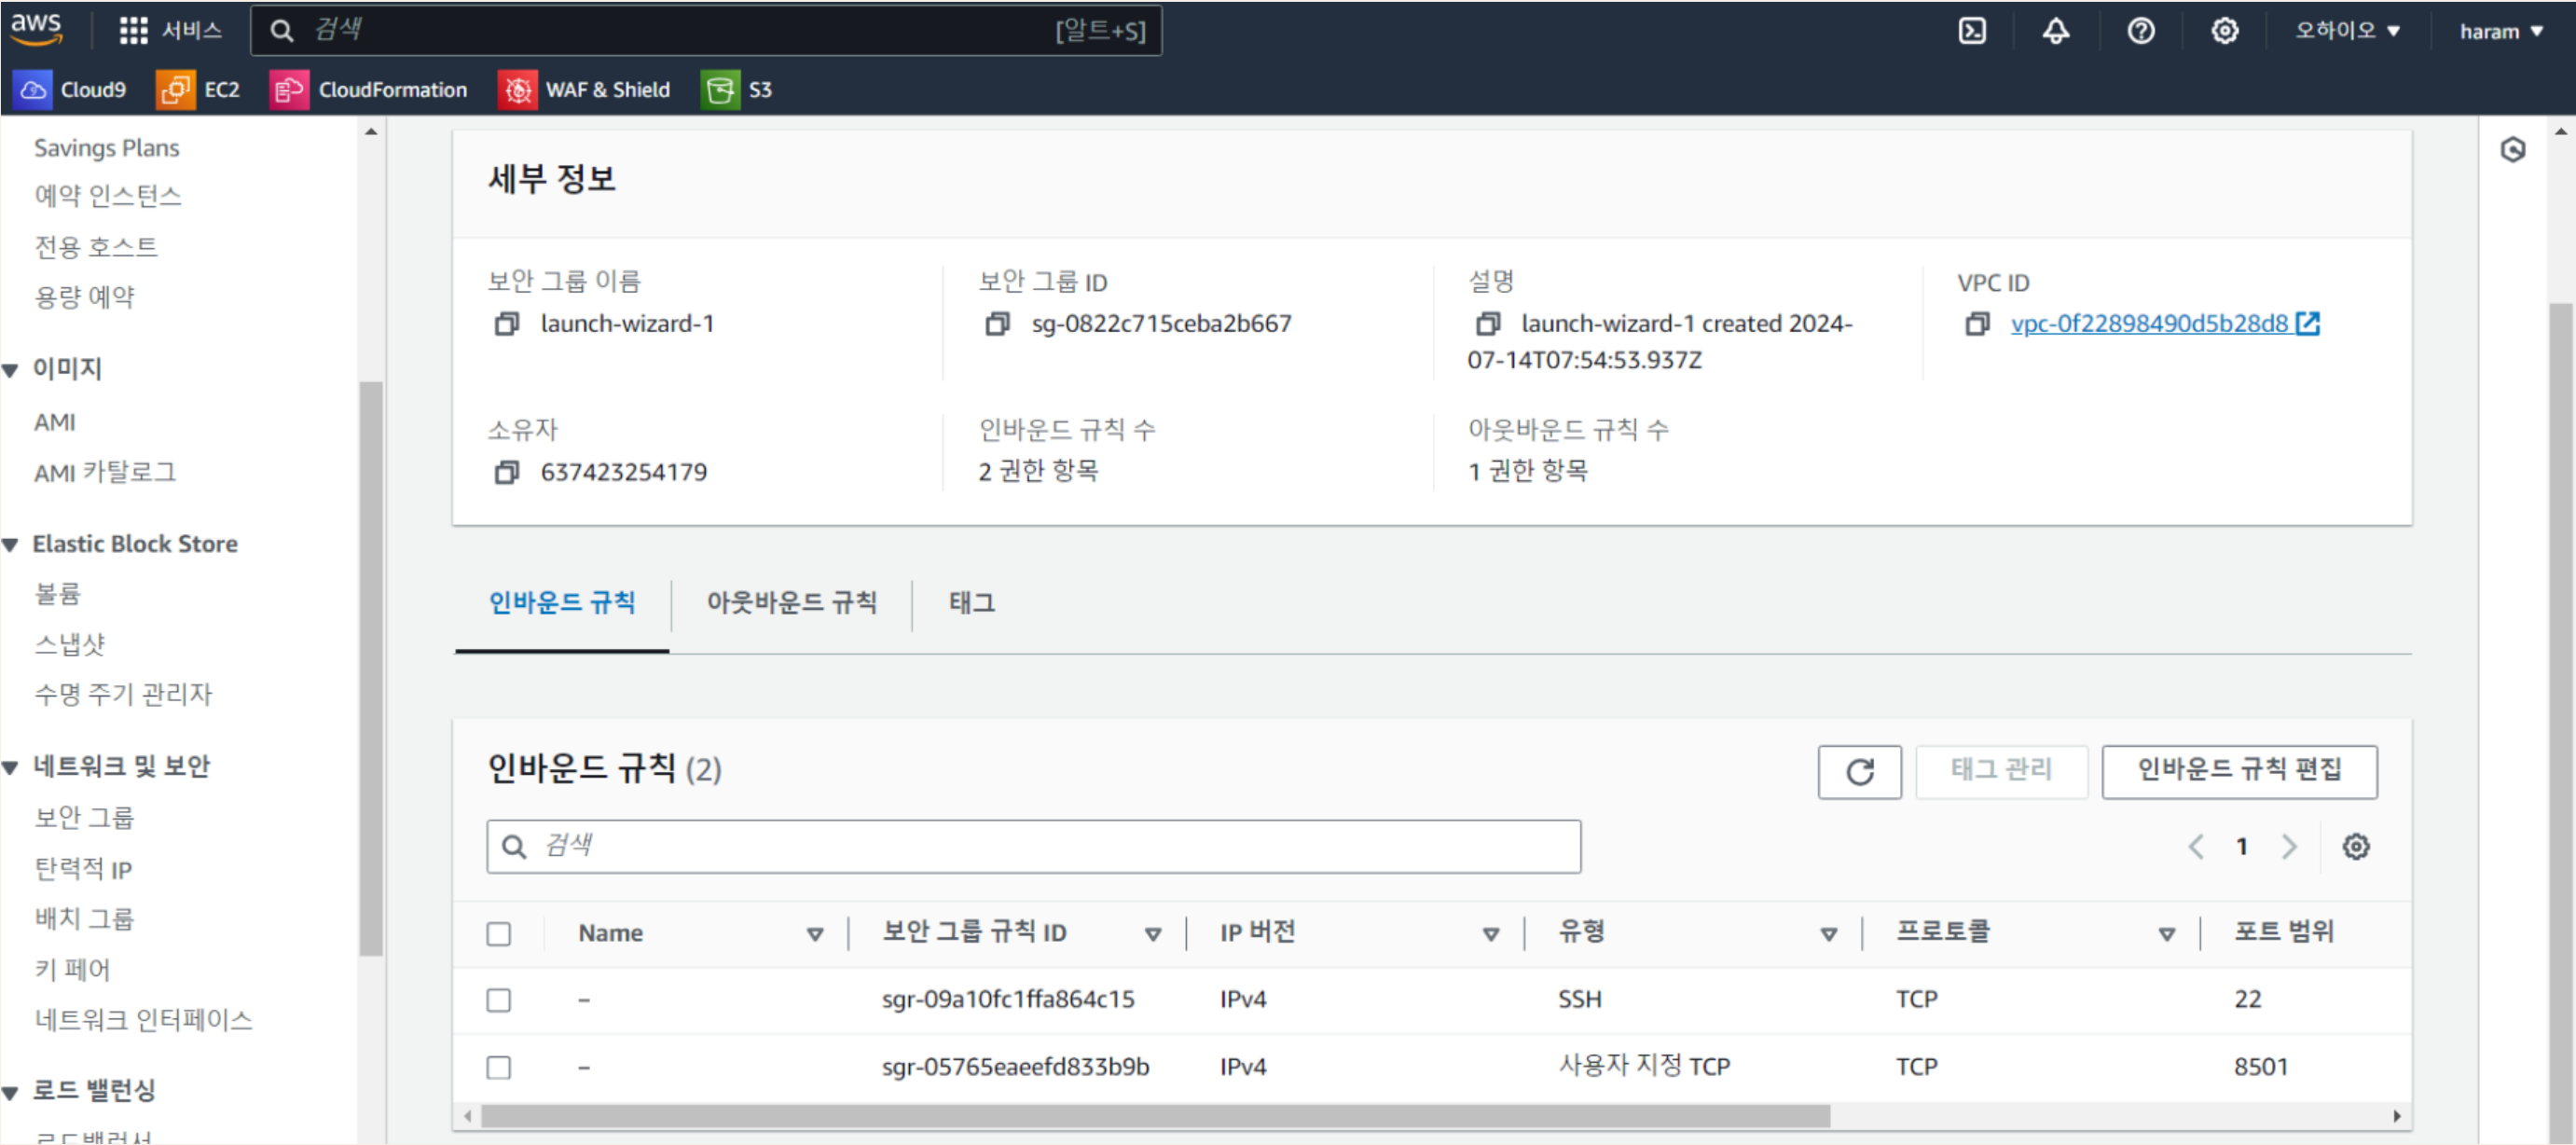 aws 서비스 검색 [알트+S] 오하이오 haram
Cloud9 EC2 CloudFormation WAF & Shield S3
Savings Plans
예약 인스턴스
전용 호스트
용량 예약
이미지
AMI
AMI 카탈로그
Elastic Block Store
볼륨
스냅샷
수명 주기 관리자
네트워크 및 보안
보안 그룹
탄력적 IP
배치 그룹
키 페어
네트워크 인터페이스
로드 밸런싱
로드밸런서
세부 정보
보안 그룹 이름
launch-wizard-1
보안 그룹 ID
sg-0822c715ceba2b667
설명
launch-wizard-1 created 2024-
07-14T07:54:53.937Z
VPC ID
vpc-0f22898490d5b28d8
소유자
637423254179
인바운드 규칙 수
2 권한 항목
아웃바운드 규칙 수
1 권한 항목
인바운드 규칙 아웃바운드 규칙 태그
인바운드 규칙 (2) 태그 관리 인바운드 규칙 편집
검색 1
Name 보안 그룹 규칙 ID IP 버전 유형 프로토콜 포트 범위
– sgr-09a10fc1ffa864c15 IPv4 SSH TCP 22
– sgr-05765eaeefd833b9b IPv4 사용자 지정 TCP TCP 8501